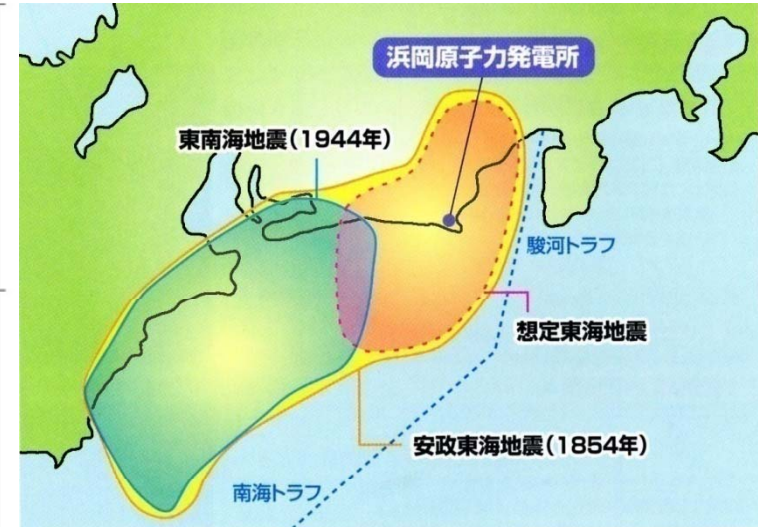 浜岡原子力発電所
東南海地震(1944年)
駿河トラフ
想定東海地震
安政東海地震(1854年)
南海トラフ